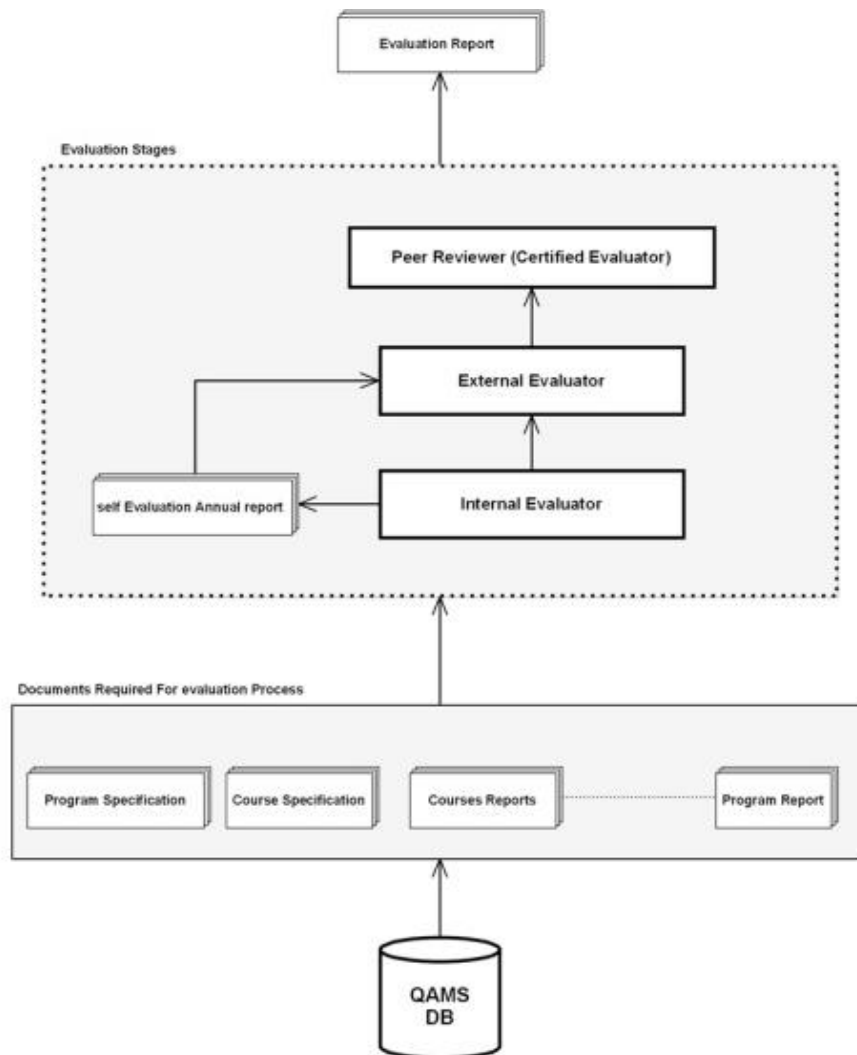 Evaluation Report
Evaluation Stages
Peer Reviewer (Certified Evaluator)
External Evaluator
self Evaluation Annual report
Internal Evaluator
Documents Required For evaluation Process
Program Specification
Course Specification
Courses Reports
Program Report
QAMS
DB